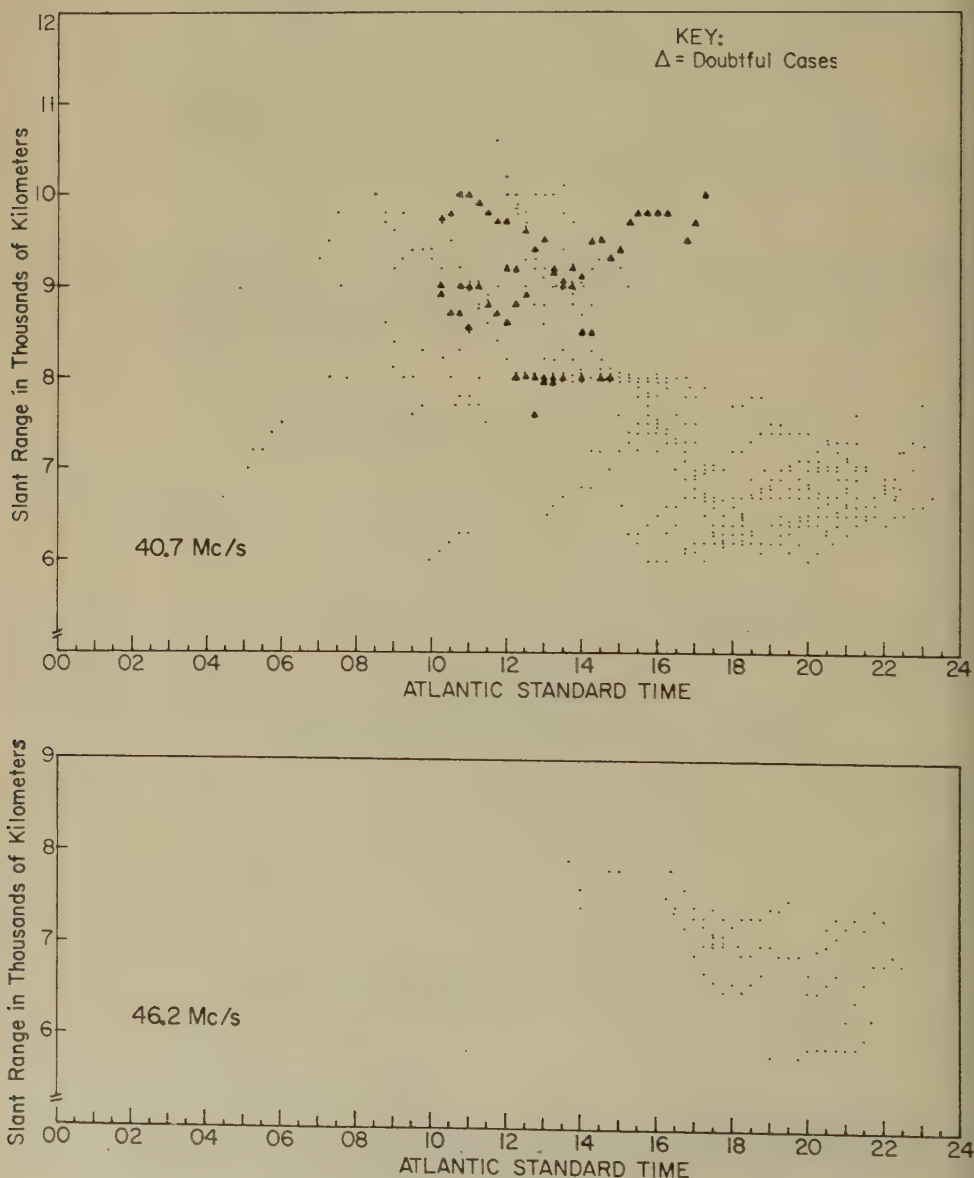 KEY:
Δ = Doubtful Cases
Slant Range in Thousands of Kilometers
12
11
10
9
8
7
6
40.7 Mc/s
00 02 04 06 08 10 12 14 16 18 20 22 24
ATLANTIC STANDARD TIME
Slant Range in Thousands of Kilometers
9
8
7
6
46.2 Mc/s
00 02 04 06 08 10 12 14 16 18 20 22 24
ATLANTIC STANDARD TIME